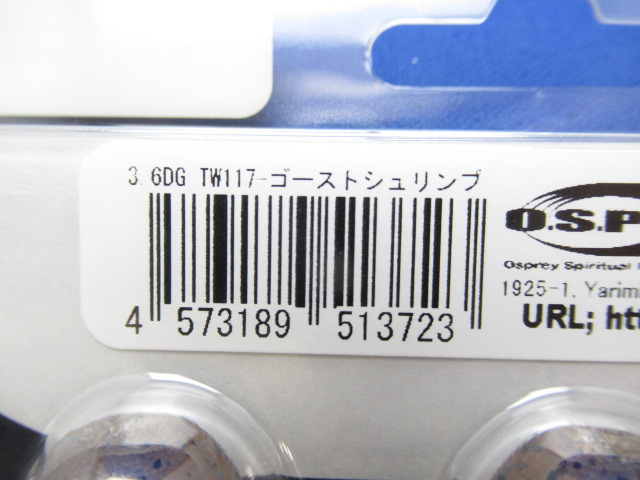 3.6DG TW117-ゴーストシュリンプ
4 573189 513723
O.S.P
Osprey Spiritual
1925-1, Yarimi
URL; htt